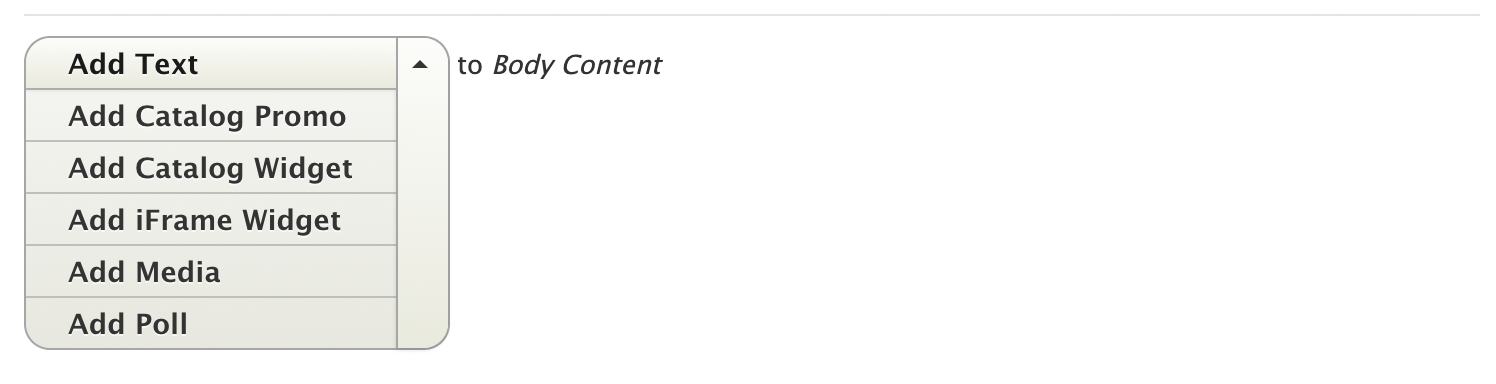 Add Text to Body Content
Add Catalog Promo
Add Catalog Widget
Add iFrame Widget
Add Media
Add Poll